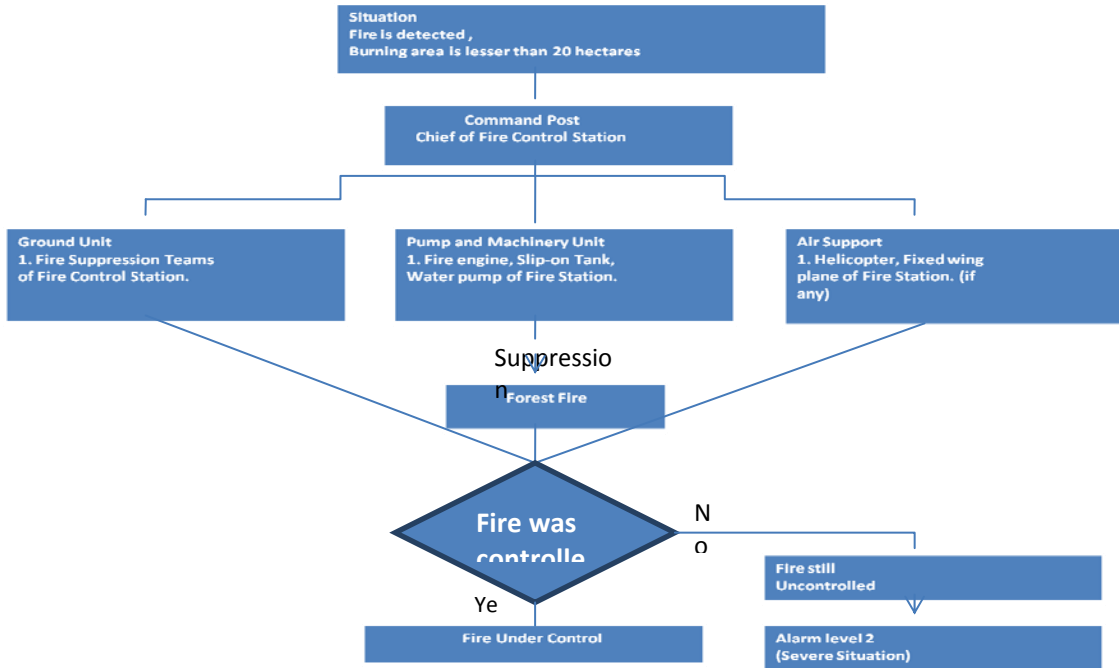 Situation
Fire is detected ,
Burning area is lesser than 20 hectares
Command Post
Chief of Fire Control Station
Ground Unit
1. Fire Suppression Teams
of Fire Control Station.
Pump and Machinery Unit
1. Fire engine, Slip-on Tank,
Water pump of Fire Station.
Air Support
1. Helicopter, Fixed wing
plane of Fire Station. (if
any)
Suppressio
n
Forest Fire
Fire was
controlle
N
o
Fire still
Uncontrolled
Ye
Fire Under Control
Alarm level 2
(Severe Situation)